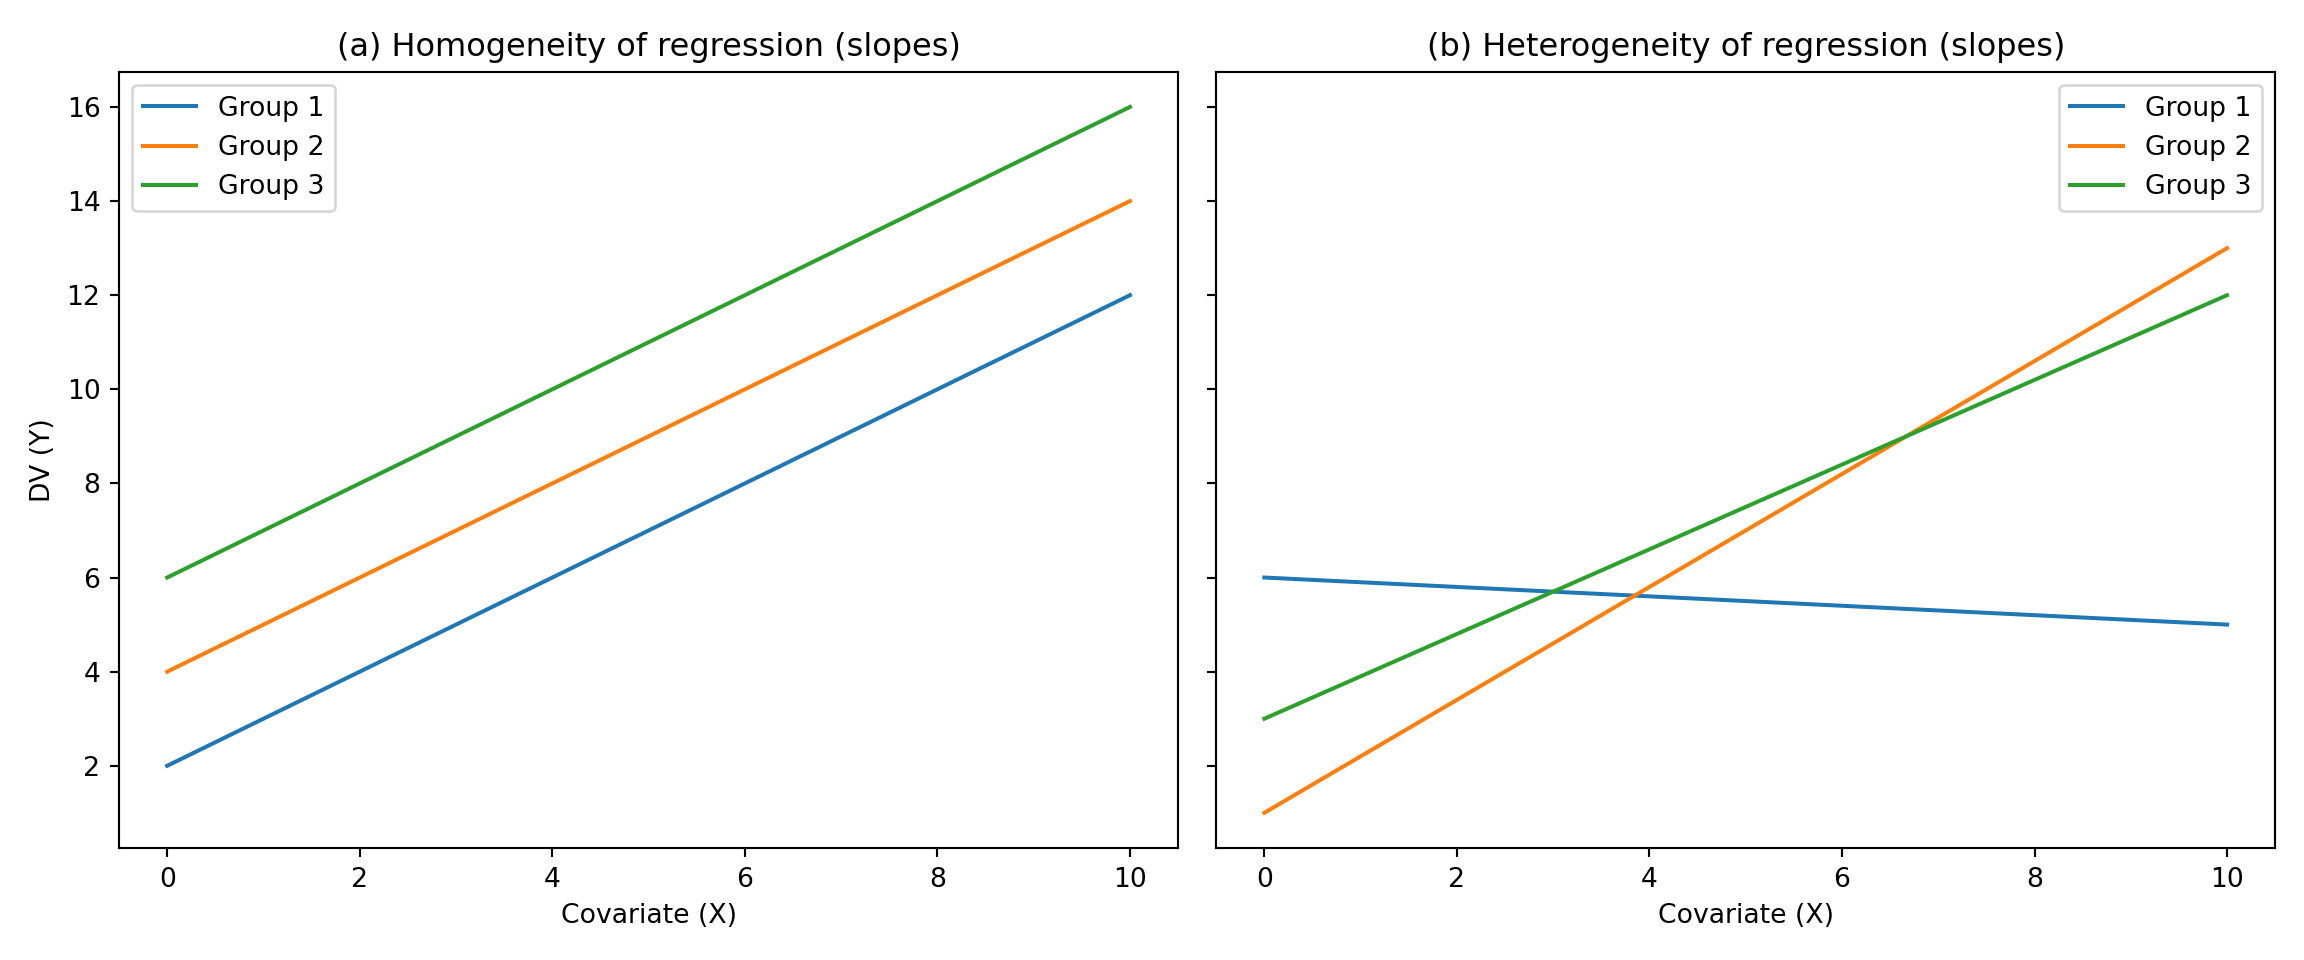 (a) Homogeneity of regression (slopes)
Group 1
Group 2
Group 3
16
14
12
10
8
6
4
2
DV (Y)
0 2 4 6 8 10
Covariate (X)
(b) Heterogeneity of regression (slopes)
Group 1
Group 2
Group 3
0 2 4 6 8 10
Covariate (X)